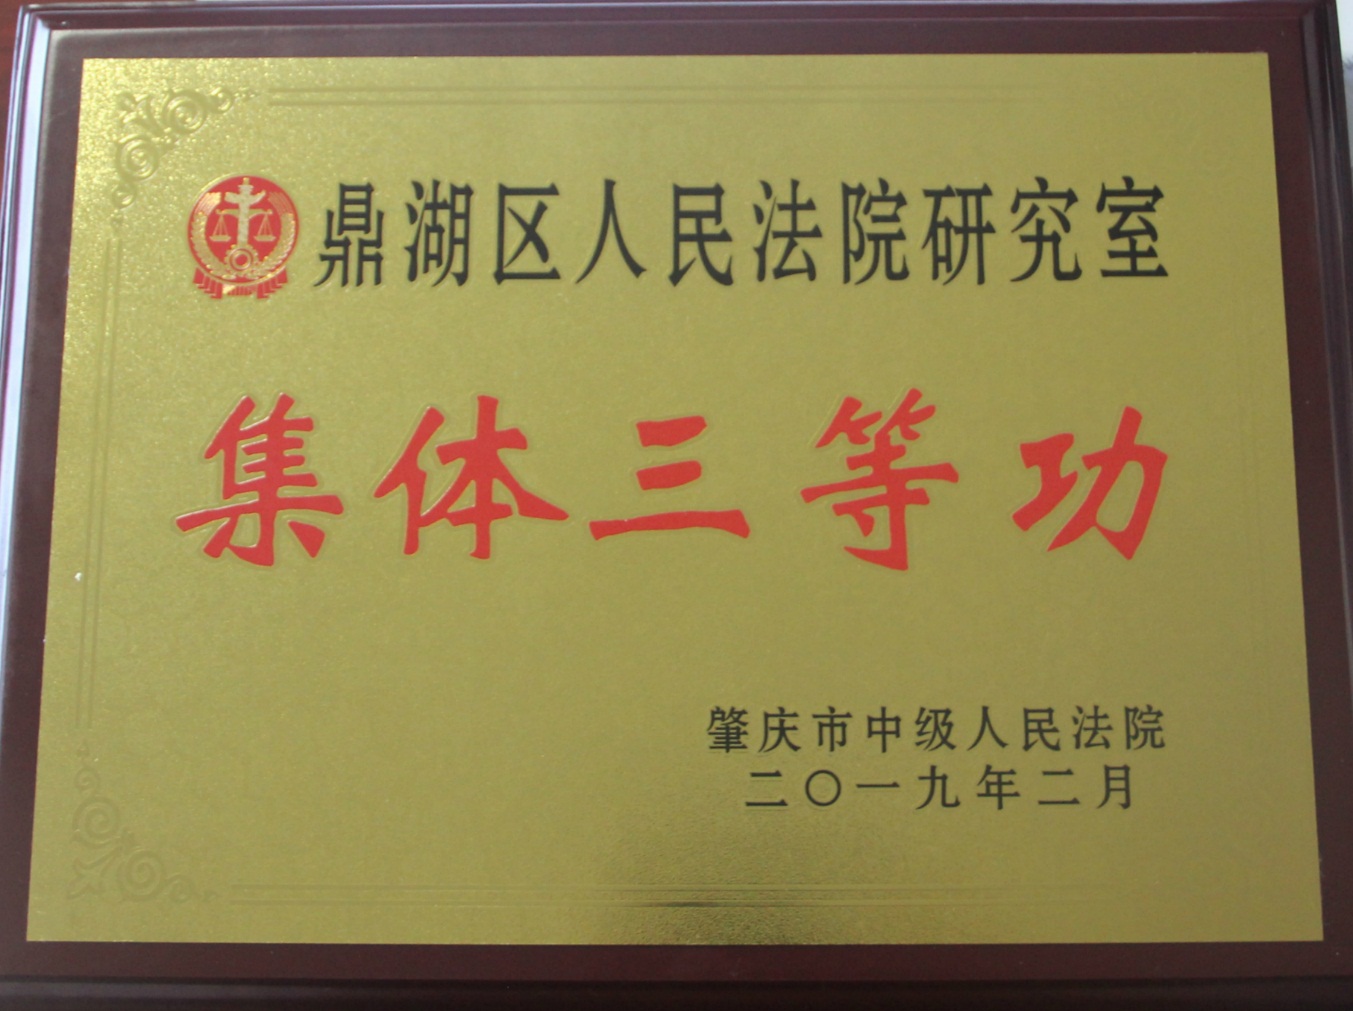 鼎湖区人民法院研究室
集体三等功
肇庆市中级人民法院
二〇一九年二月